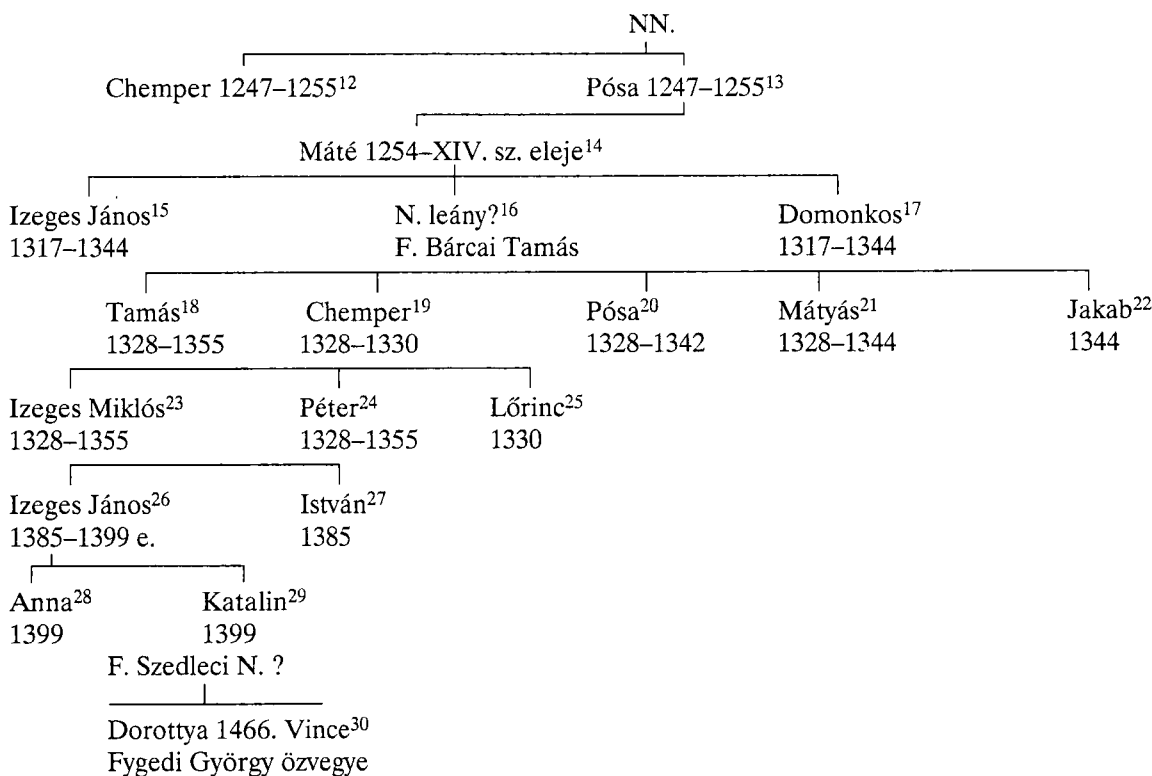 NN.
Chemper 1247–1255¹² Pósa 1247–1255¹³
Máté 1254–XIV. sz. eleje¹⁴
Izeges János¹⁵ N. leány?¹⁶ Domonkos¹⁷
1317–1344 F. Bárcai Tamás 1317–1344
Tamás¹⁸ Chemper¹⁹ Pósa²⁰ Mátyás²¹ Jakab²²
1328–1355 1328–1330 1328–1342 1328–1344 1344
Izeges Miklós²³ Péter²⁴ Lőrinc²⁵
1328–1355 1328–1355 1330
Izeges János²⁶ István²⁷
1385–1399 e. 1385
Anna²⁸ Katalin²⁹
1399 1399
F. Szedleci N. ?
Dorottya 1466. Vince³⁰
Fygedi György özvegye